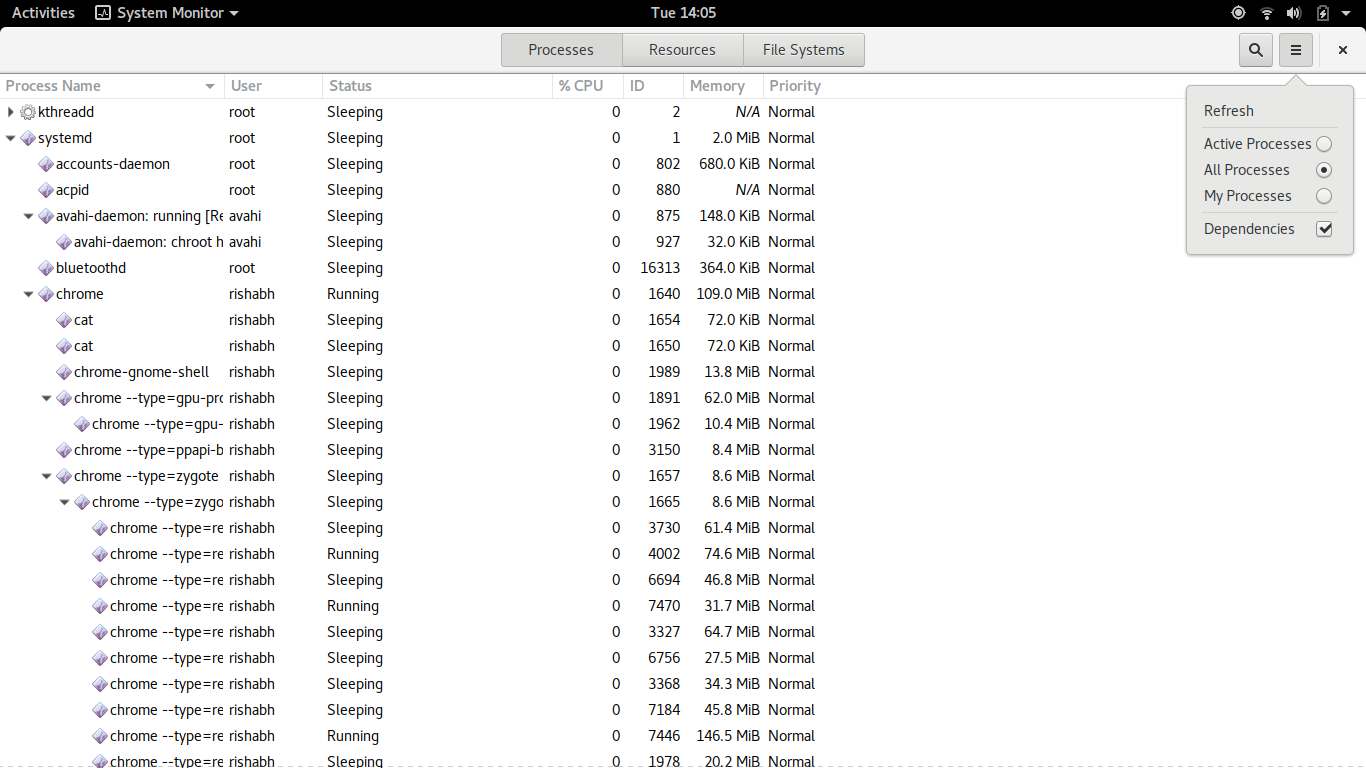 Activities System Monitor Tue 14:05
Processes Resources File Systems
Process Name User Status % CPU ID Memory Priority
kthreadd root Sleeping 0 2 N/A Normal
systemd root Sleeping 0 1 2.0 MiB Normal
accounts-daemon root Sleeping 0 802 680.0 KiB Normal
acpid root Sleeping 0 880 N/A Normal
avahi-daemon: running [Re avahi Sleeping 0 875 148.0 KiB Normal
avahi-daemon: chroot h avahi Sleeping 0 927 32.0 KiB Normal
bluetoothd root Sleeping 0 16313 364.0 KiB Normal
chrome rishabh Running 0 1640 109.0 MiB Normal
cat rishabh Sleeping 0 1654 72.0 KiB Normal
cat rishabh Sleeping 0 1650 72.0 KiB Normal
chrome-gnome-shell rishabh Sleeping 0 1989 13.8 MiB Normal
chrome --type=gpu-pro rishabh Sleeping 0 1891 62.0 MiB Normal
chrome --type=gpu- rishabh Sleeping 0 1962 10.4 MiB Normal
chrome --type=ppapi-b rishabh Sleeping 0 3150 8.4 MiB Normal
chrome --type=zygote rishabh Sleeping 0 1657 8.6 MiB Normal
chrome --type=zygo rishabh Sleeping 0 1665 8.6 MiB Normal
chrome --type=re rishabh Sleeping 0 3730 61.4 MiB Normal
chrome --type=re rishabh Running 0 4002 74.6 MiB Normal
chrome --type=re rishabh Sleeping 0 6694 46.8 MiB Normal
chrome --type=re rishabh Running 0 7470 31.7 MiB Normal
chrome --type=re rishabh Sleeping 0 3327 64.7 MiB Normal
chrome --type=re rishabh Sleeping 0 6756 27.5 MiB Normal
chrome --type=re rishabh Sleeping 0 3368 34.3 MiB Normal
chrome --type=re rishabh Sleeping 0 7184 45.8 MiB Normal
chrome --type=re rishabh Running 0 7446 146.5 MiB Normal
chrome --type=re rishabh Sleeping 0 1978 20.2 MiB Normal
Refresh
Active Processes
All Processes
My Processes
Dependencies